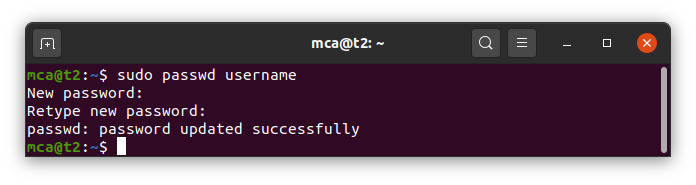 mca@t2: ~
mca@t2:~$ sudo passwd username
New password:
Retype new password:
passwd: password updated successfully
mca@t2:~$